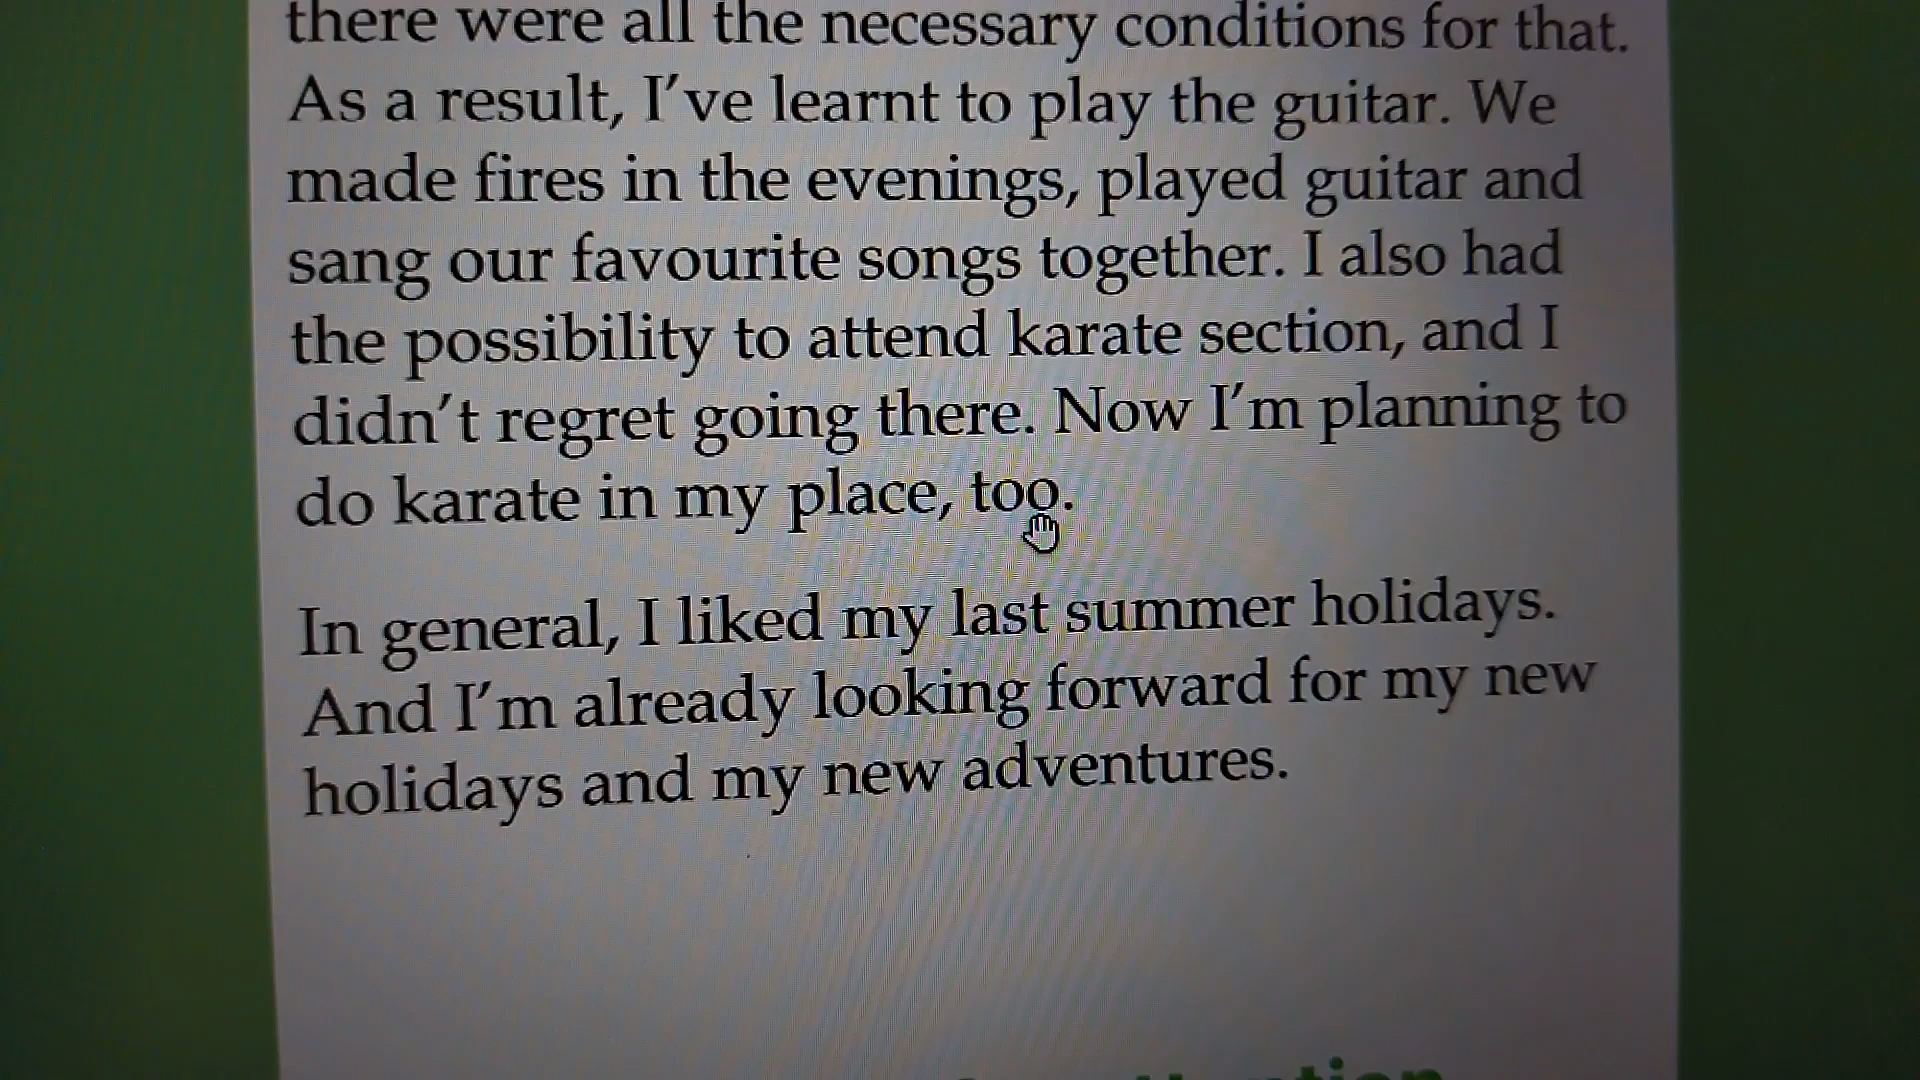 there were all the necessary conditions for that.
As a result, I've learnt to play the guitar. We
made fires in the evenings, played guitar and
sang our favourite songs together. I also had
the possibility to attend karate section, and I
didn't regret going there. Now I'm planning to
do karate in my place, too.
In general, I liked my last summer holidays.
And I'm already looking forward for my new
holidays and my new adventures.